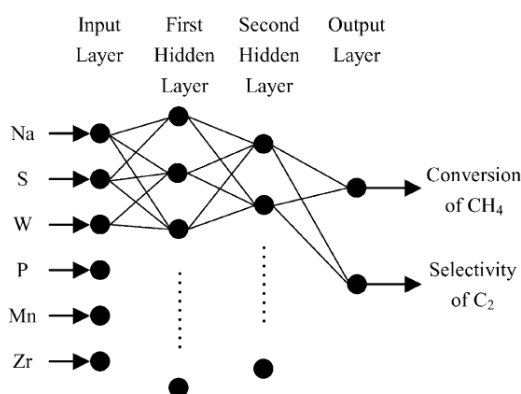 Input
Layer
First
Hidden
Layer
Second
Hidden
Layer
Output
Layer
Na
S
W
P
Mn
Zr
Conversion
of CH₄
Selectivity
of C₂